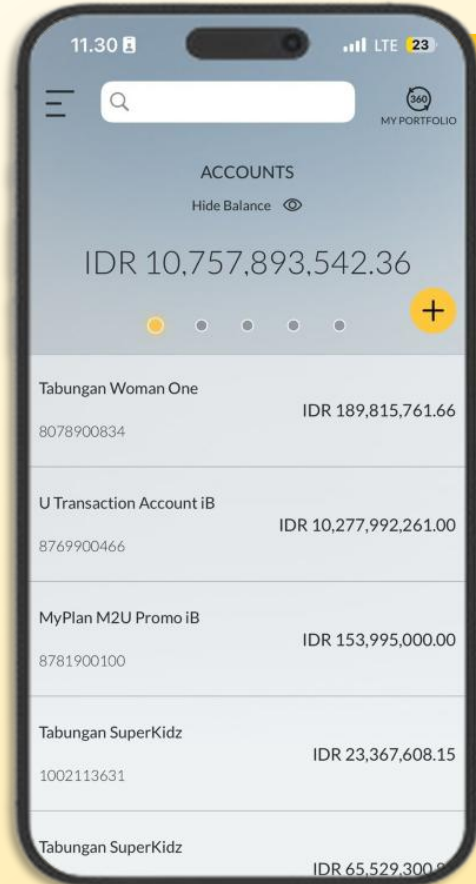 11.30
LTE 23
360
MY PORTFOLIO
ACCOUNTS
Hide Balance
IDR 10,757,893,542.36
+
Tabungan Woman One
IDR 189,815,761.66
8078900834
U Transaction Account iB
IDR 10,277,992,261.00
8769900466
MyPlan M2U Promo iB
IDR 153,995,000.00
8781900100
Tabungan SuperKidz
IDR 23,367,608.15
1002113631
Tabungan SuperKidz
IDR